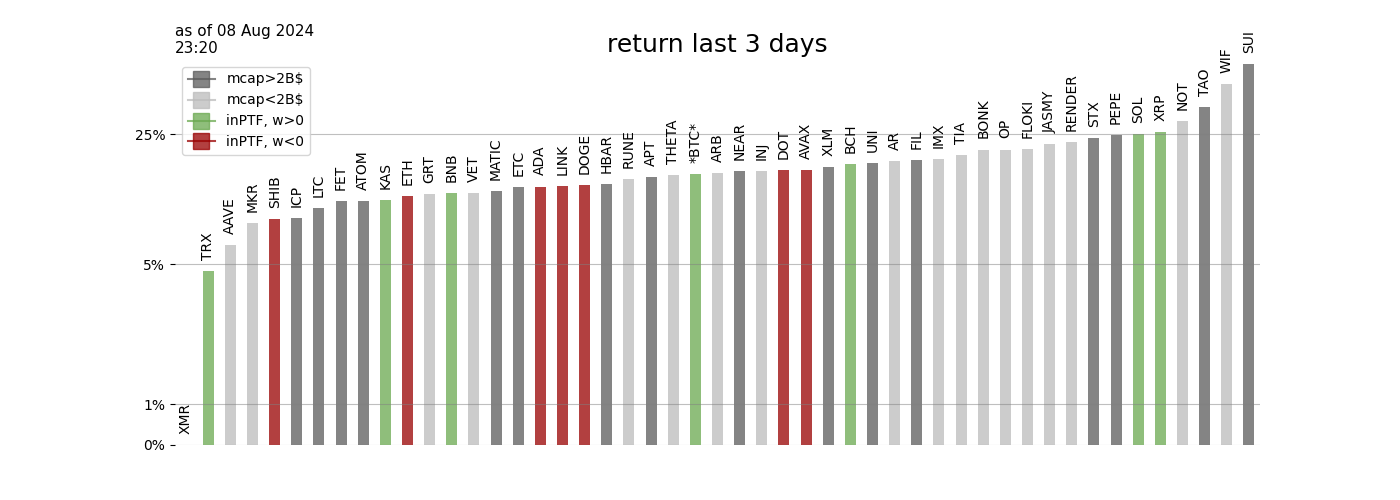 as of 08 Aug 2024
23:20
return last 3 days
mcap>2B$
mcap<2B$
inPTF, w>0
inPTF, w<0
25%
5%
1%
0%
XMR
TRX
AAVE
MKR
SHIB
ICP
LTC
FET
ATOM
KAS
ETH
GRT
BNB
VET
MATIC
ETC
ADA
LINK
DOGE
HBAR
RUNE
APT
THETA
*BTC*
ARB
NEAR
INJ
DOT
AVAX
XLM
BCH
UNI
AR
FIL
IMX
TIA
BONK
OP
FLOKI
JASMY
RENDER
STX
PEPE
SOL
XRP
NOT
TAO
WIF
SUI